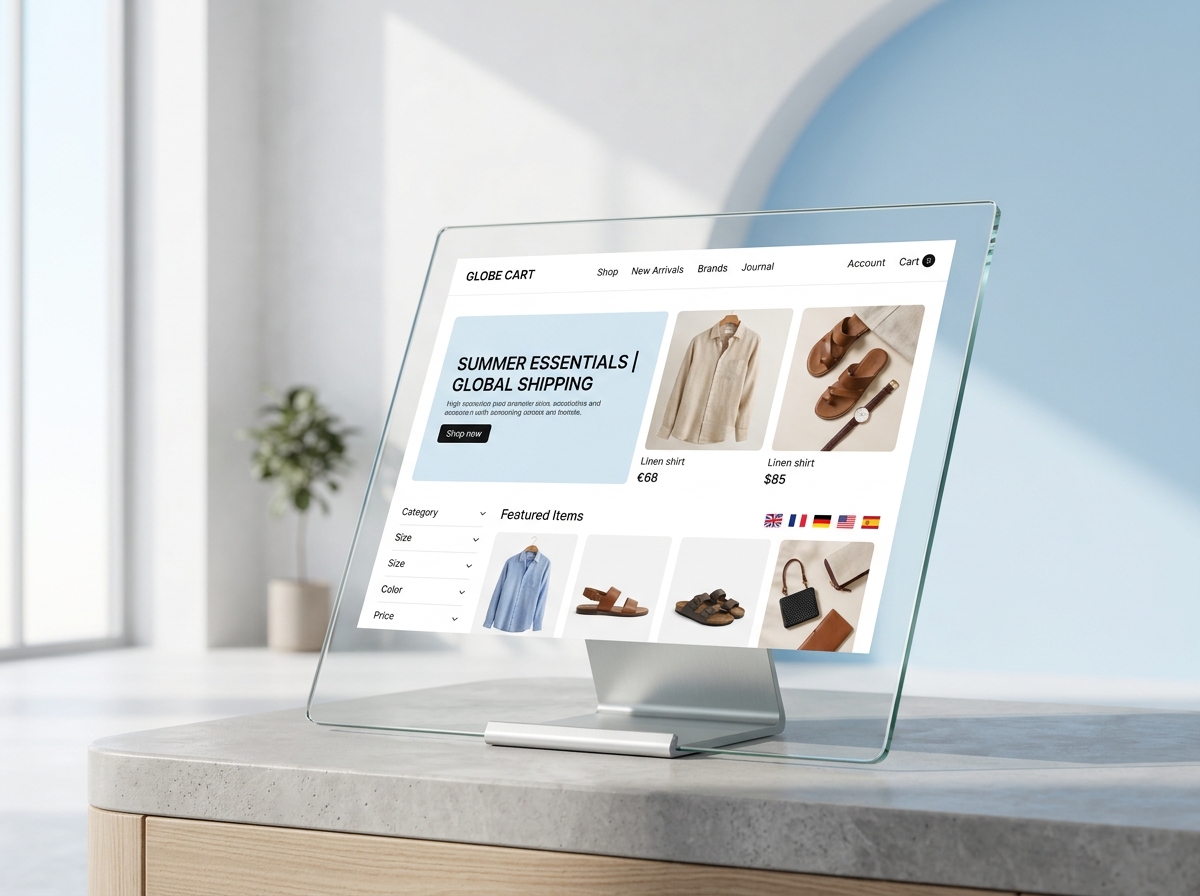 GLOBE CART
Shop New Arrivals Brands Journal
Account Cart
SUMMER ESSENTIALS |
GLOBAL SHIPPING
and
Shop now
Linen shirt
€68
Linen shirt
$85
Category
Size
Size
Color
Price
Featured Items